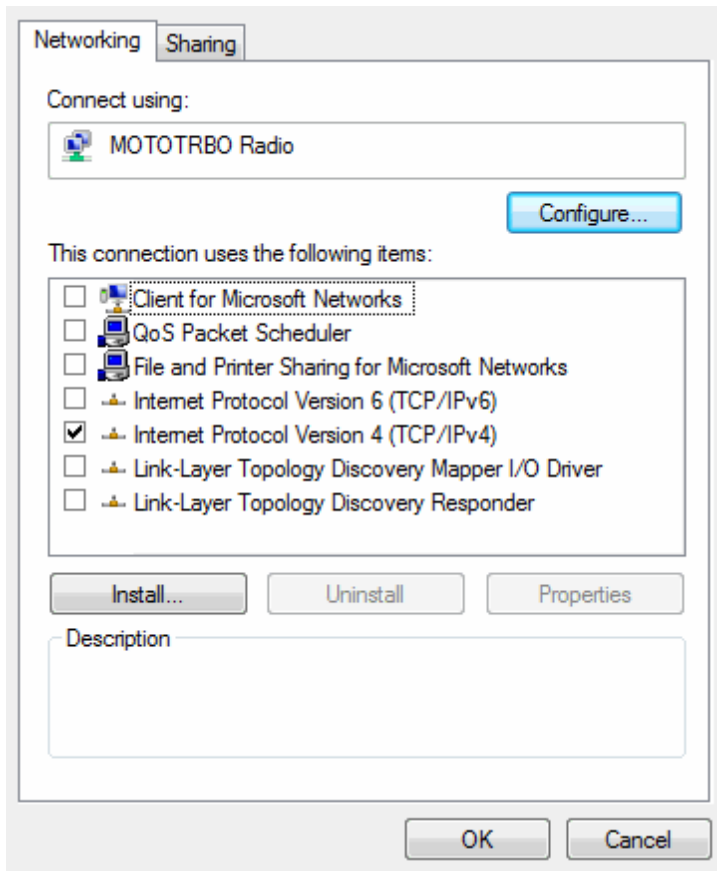 Networking
Sharing
Connect using:
MOTOTRBO Radio
Configure...
This connection uses the following items:
Client for Microsoft Networks
QoS Packet Scheduler
File and Printer Sharing for Microsoft Networks
Internet Protocol Version 6 (TCP/IPv6)
Internet Protocol Version 4 (TCP/IPv4)
Link-Layer Topology Discovery Mapper I/O Driver
Link-Layer Topology Discovery Responder
Install...
Uninstall
Properties
Description
OK
Cancel